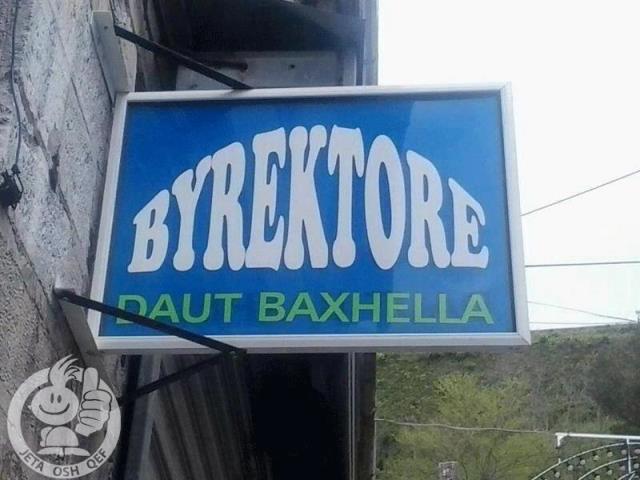 BYREKTORE
DAUT BAXHELLA
JETA OSH QEF